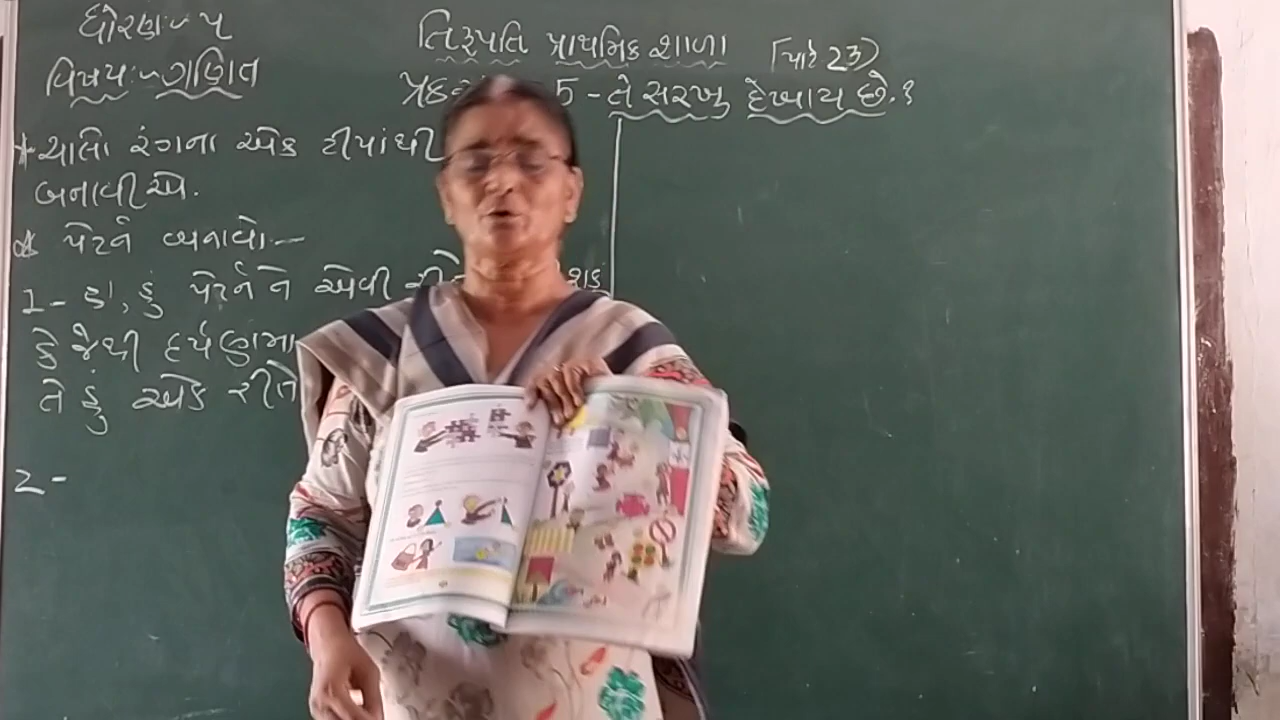 ધોરણઃ- ૫
વિષયઃ- ગણિત
તિરૂપતિ પ્રાથમિક શાળા (પાર્ટ 23)
5 - તે સરખુ દેખાય છે.?
રંગના એક ટીપાંથી
બનાવીએ.
* પેટર્ન બનાવો.-
1 - હા, હું પેટર્નને એવી રીતે
કે જેથી દર્પણમા
તે હું એક રીતે
2 -